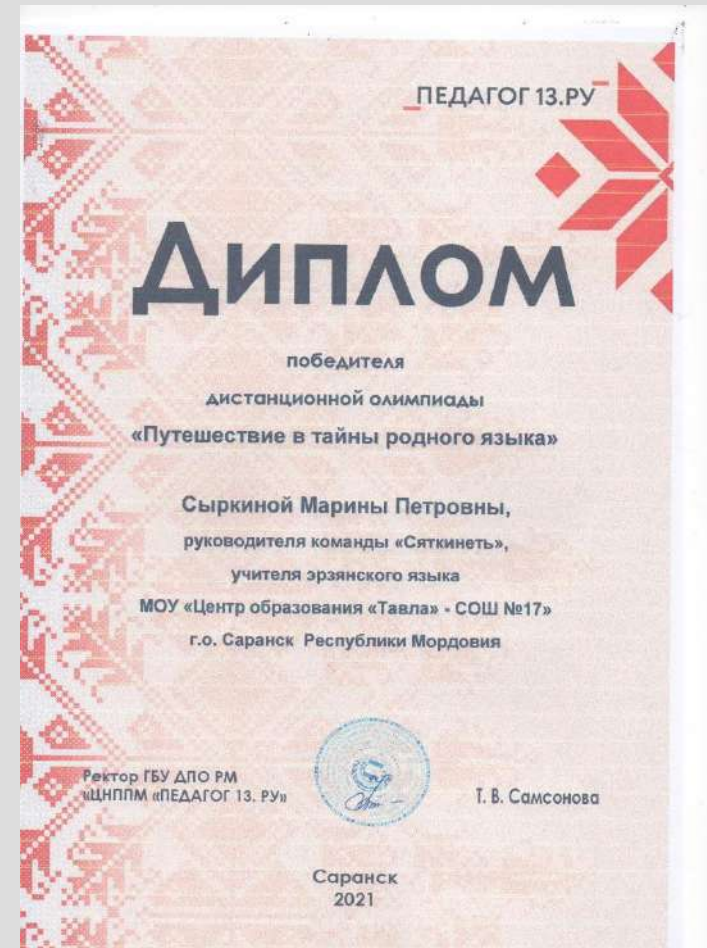 ПЕДАГОГ 13.РУ
Диплом
победителя
дистанционной олимпиады
«Путешествие в тайны родного языка»
Сыркиной Марины Петровны,
руководителя команды «Сяткинеть»,
учителя эрзянского языка
МОУ «Центр образования «Тавла» - СОШ №17»
г.о. Саранск Республики Мордовия
Ректор ГБУ ДПО РМ
«ЦНППМ «ПЕДАГОГ 13. РУ»
Т. В. Самсонова
Саранск
2021